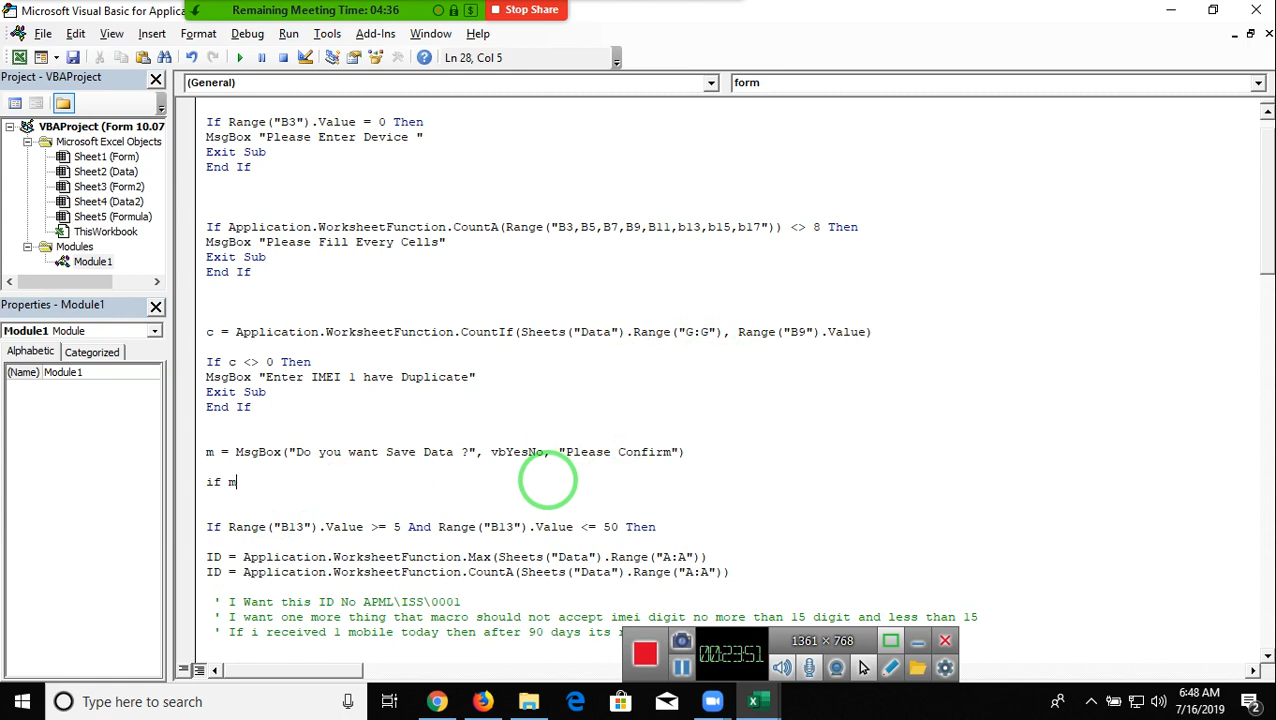 Microsoft Visual Basic for Applic
Remaining Meeting Time: 04:36
Stop Share
File Edit View Insert Format Debug Run Tools Add-Ins Window Help
Ln 28, Col 5
Project - VBAProject
(General)
form
VBAProject (Form 10.07
Microsoft Excel Objects
Sheet1 (Form)
Sheet2 (Data)
Sheet3 (Form2)
Sheet4 (Data2)
Sheet5 (Formula)
ThisWorkbook
Modules
Module1
Properties - Module1
Module1 Module
Alphabetic Categorized
(Name) Module1
If Range("B3").Value = 0 Then
MsgBox "Please Enter Device "
Exit Sub
End If
If Application.WorksheetFunction.CountA(Range("B3,B5,B7,B9,B11,b13,b15,b17")) <> 8 Then
MsgBox "Please Fill Every Cells"
Exit Sub
End If
c = Application.WorksheetFunction.CountIf(Sheets("Data").Range("G:G"), Range("B9").Value)
If c <> 0 Then
MsgBox "Enter IMEI 1 have Duplicate"
Exit Sub
End If
m = MsgBox("Do you want Save Data ?", vbYesNo, "Please Confirm")
if m
If Range("B13").Value >= 5 And Range("B13").Value <= 50 Then
ID = Application.WorksheetFunction.Max(Sheets("Data").Range("A:A"))
ID = Application.WorksheetFunction.CountA(Sheets("Data").Range("A:A"))
' I Want this ID No APML\ISS\0001
' I want one more thing that macro should not accept imei digit no more than 15 digit and less than 15
' If i received 1 mobile today then after 90 days its
00:23:51
1361 × 768
Type here to search
6:48 AM
7/16/2019
2